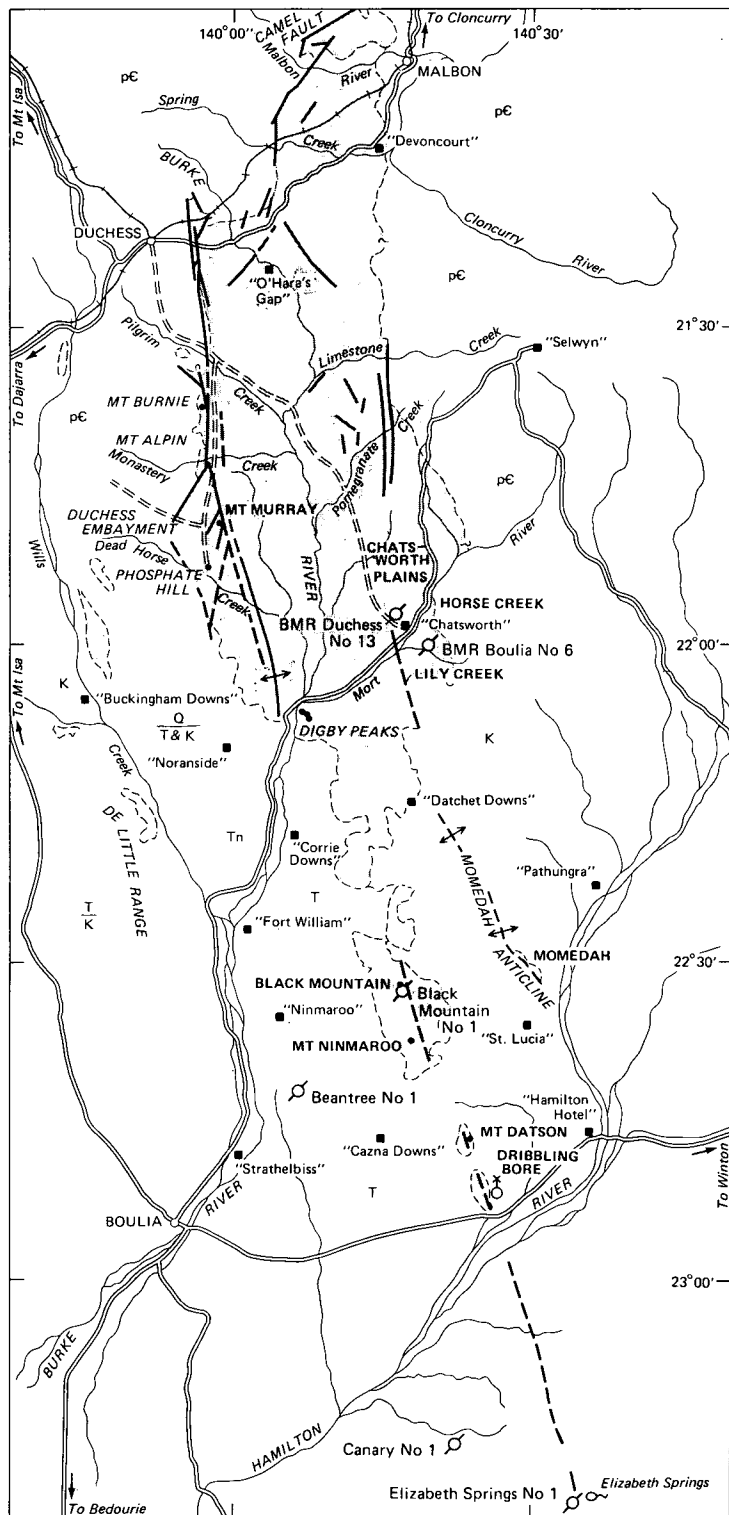 140°00'
CAMEL
FAULT
To Cloncurry
140°30'
Malbon
River
MALBON
pЄ
pЄ
To Mt Isa
Spring
Creek
"Devoncourt"
BURKE
DUCHESS
Cloncurry
River
"O'Hara's
Gap"
pЄ
21°30'
Pilgrim
Creek
Limestone
Creek
"Selwyn"
To Dajarra
pЄ
MT BURNIE
MT ALPIN
Monastery
Creek
Pomegranate
Creek
pЄ
MT MURRAY
DUCHESS
EMBAYMENT
Dead Horse
Creek
PHOSPHATE
HILL
Wills
Creek
RIVER
CHATS-
WORTH
PLAINS
River
HORSE CREEK
BMR Duchess
No 13
"Chatsworth"
BMR Boulia No 6
22°00'
Mort
LILY CREEK
To Mt Isa
K
"Buckingham Downs"
Q
T & K
"Noranside"
DIGBY PEAKS
K
"Datchet Downs"
DE LITTLE RANGE
Tn
"Corrie
Downs"
MOMEDAH
ANTICLINE
"Pathungra"
T
K
T
"Fort William"
MOMEDAH
22°30'
BLACK MOUNTAIN
Black
Mountain
No 1
"Ninmaroo"
"St. Lucia"
MT NINMAROO
Beantree No 1
"Hamilton
Hotel"
"Cazna Downs"
MT DATSON
DRIBBLING
BORE
"Strathelbiss"
T
RIVER
RIVER
To Winton
BOULIA
23°00'
BURKE
HAMILTON
Canary No 1
Elizabeth Springs No 1
Elizabeth Springs
To Bedourie